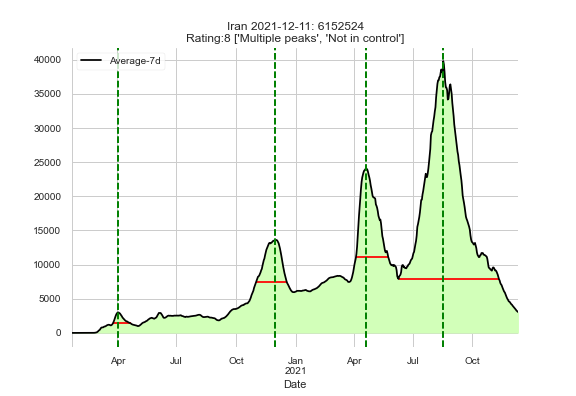 Iran 2021-12-11: 6152524
Rating:8 ['Multiple peaks', 'Not in control']
Average-7d
40000
35000
30000
25000
20000
15000
10000
5000
0
Apr Jul Oct Jan Apr Jul Oct
2021
Date